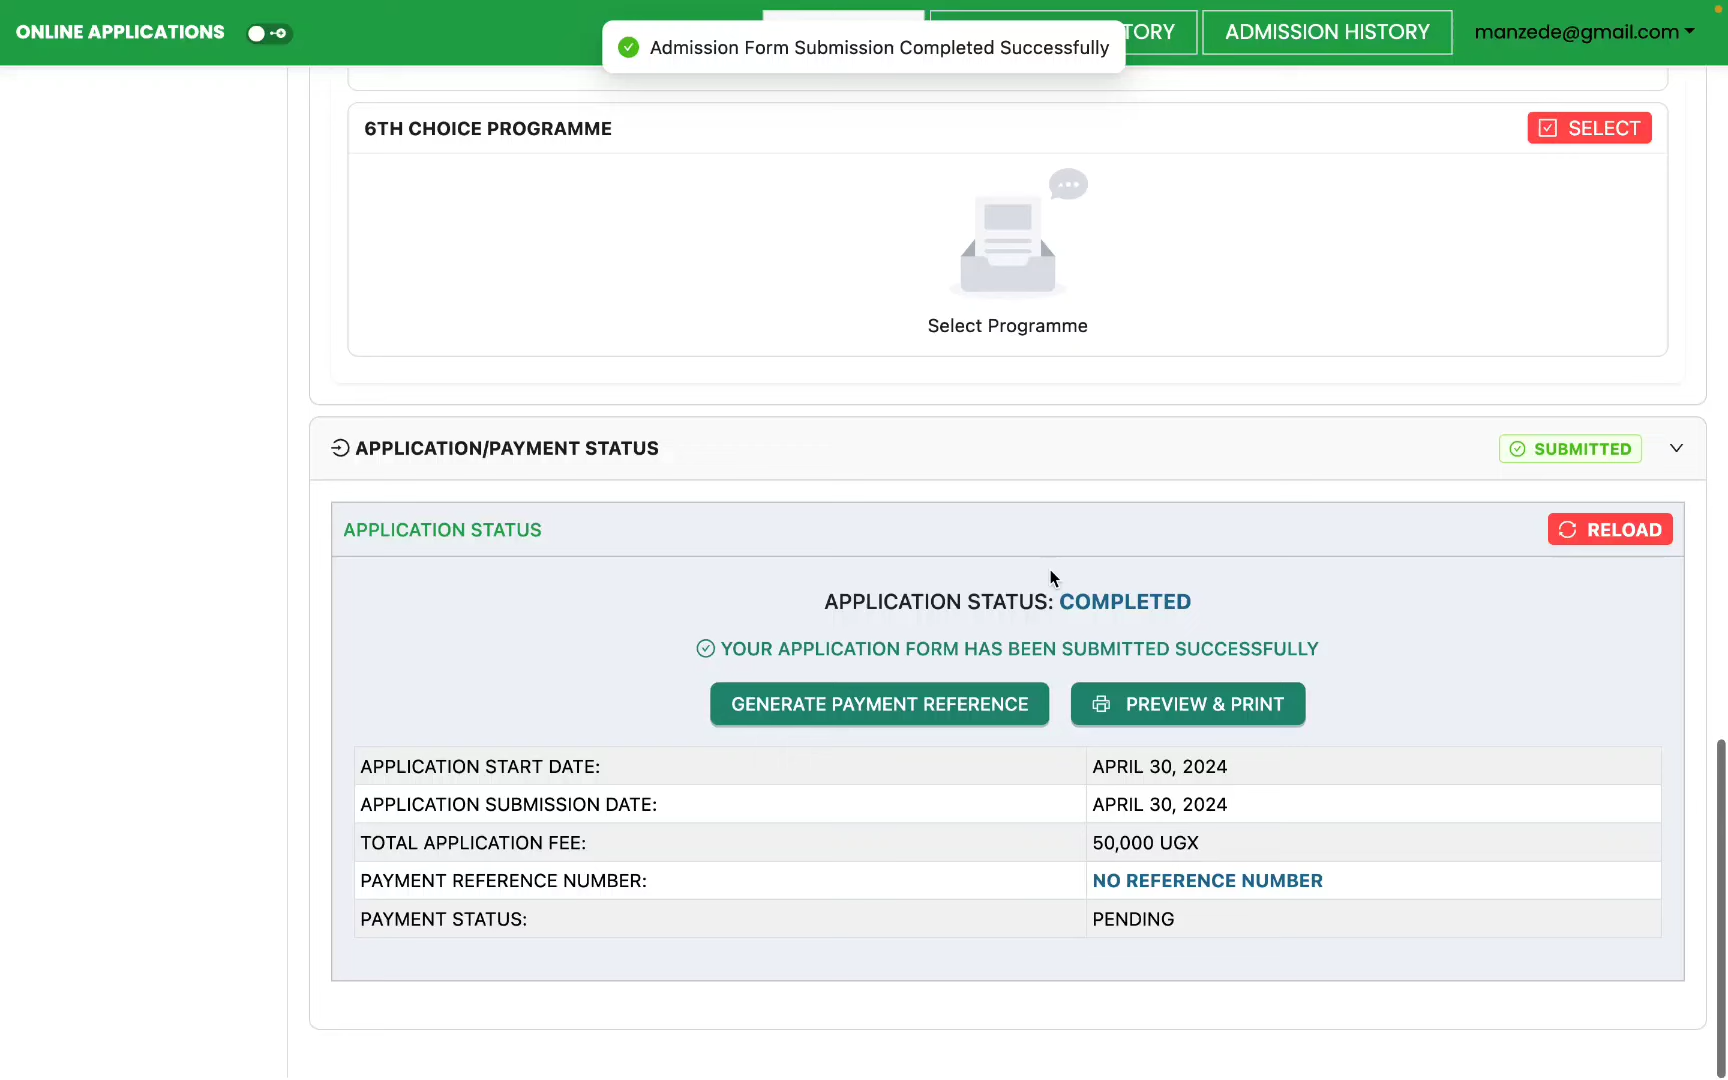 ONLINE APPLICATIONS
TORY
ADMISSION HISTORY
manzede@gmail.com
Admission Form Submission Completed Successfully
6TH CHOICE PROGRAMME
SELECT
Select Programme
APPLICATION/PAYMENT STATUS
SUBMITTED
APPLICATION STATUS
RELOAD
APPLICATION STATUS: COMPLETED
YOUR APPLICATION FORM HAS BEEN SUBMITTED SUCCESSFULLY
GENERATE PAYMENT REFERENCE
PREVIEW & PRINT
APPLICATION START DATE: APRIL 30, 2024
APPLICATION SUBMISSION DATE: APRIL 30, 2024
TOTAL APPLICATION FEE: 50,000 UGX
PAYMENT REFERENCE NUMBER: NO REFERENCE NUMBER
PAYMENT STATUS: PENDING